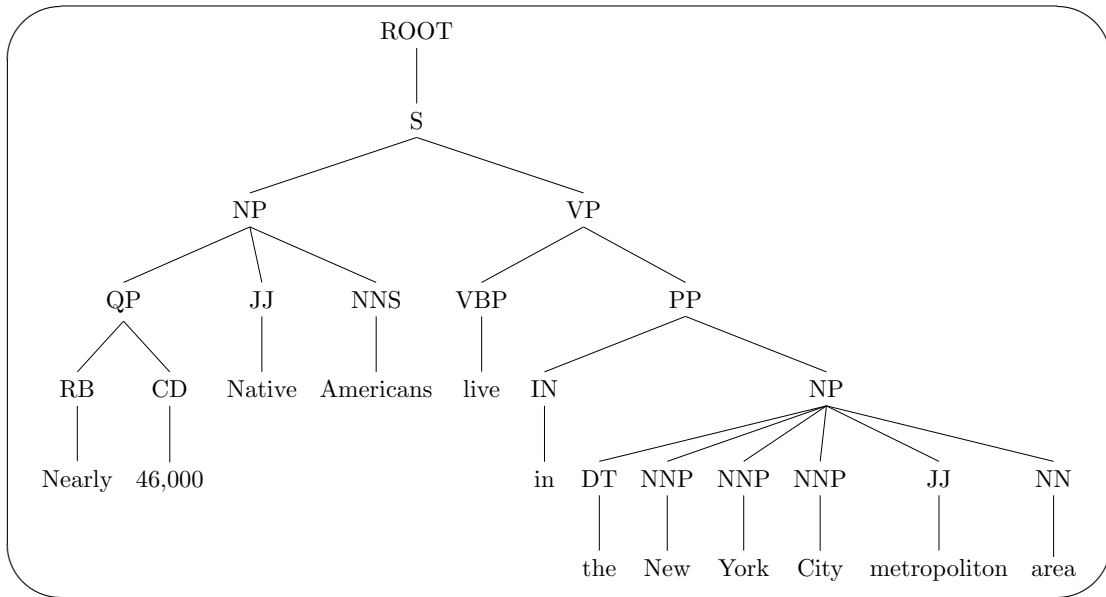 ROOT
S
NP VP
QP JJ NNS VBP PP
RB CD Native Americans live IN NP
Nearly 46,000 in DT NNP NNP NNP JJ NN
the New York City metropoliton area